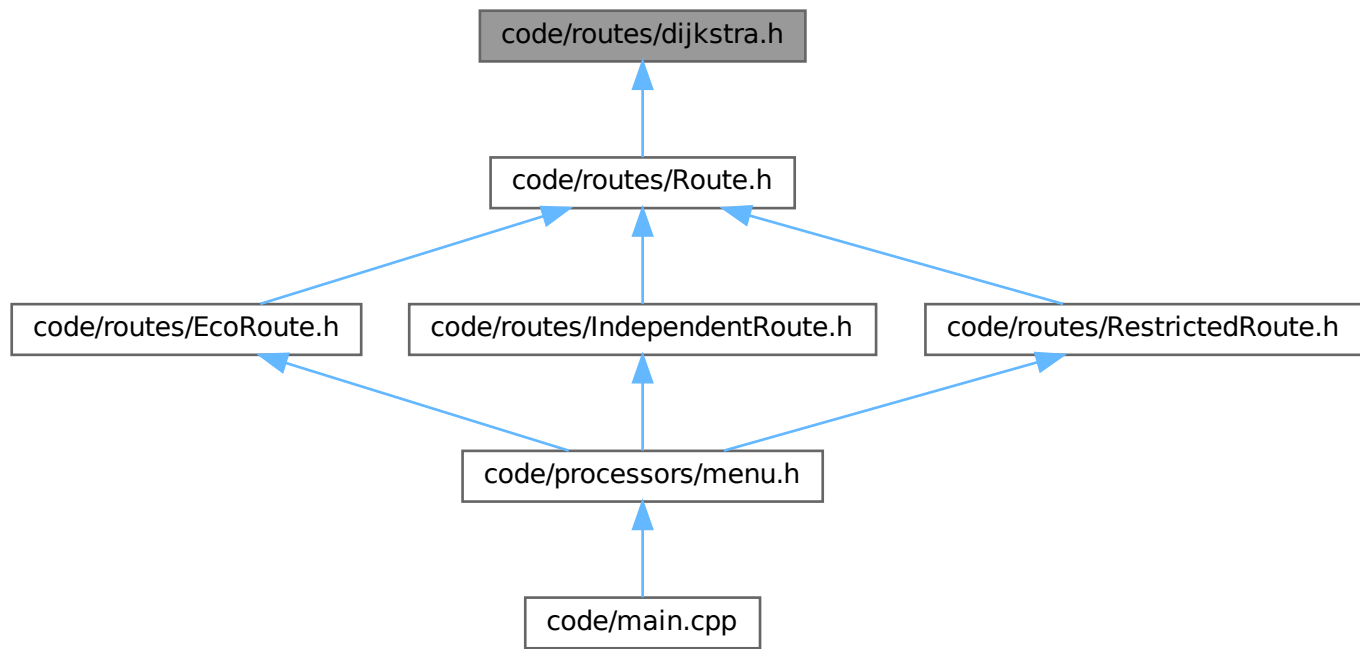 code/routes/dijkstra.h
code/routes/Route.h
code/routes/EcoRoute.h
code/routes/IndependentRoute.h
code/routes/RestrictedRoute.h
code/processors/menu.h
code/main.cpp